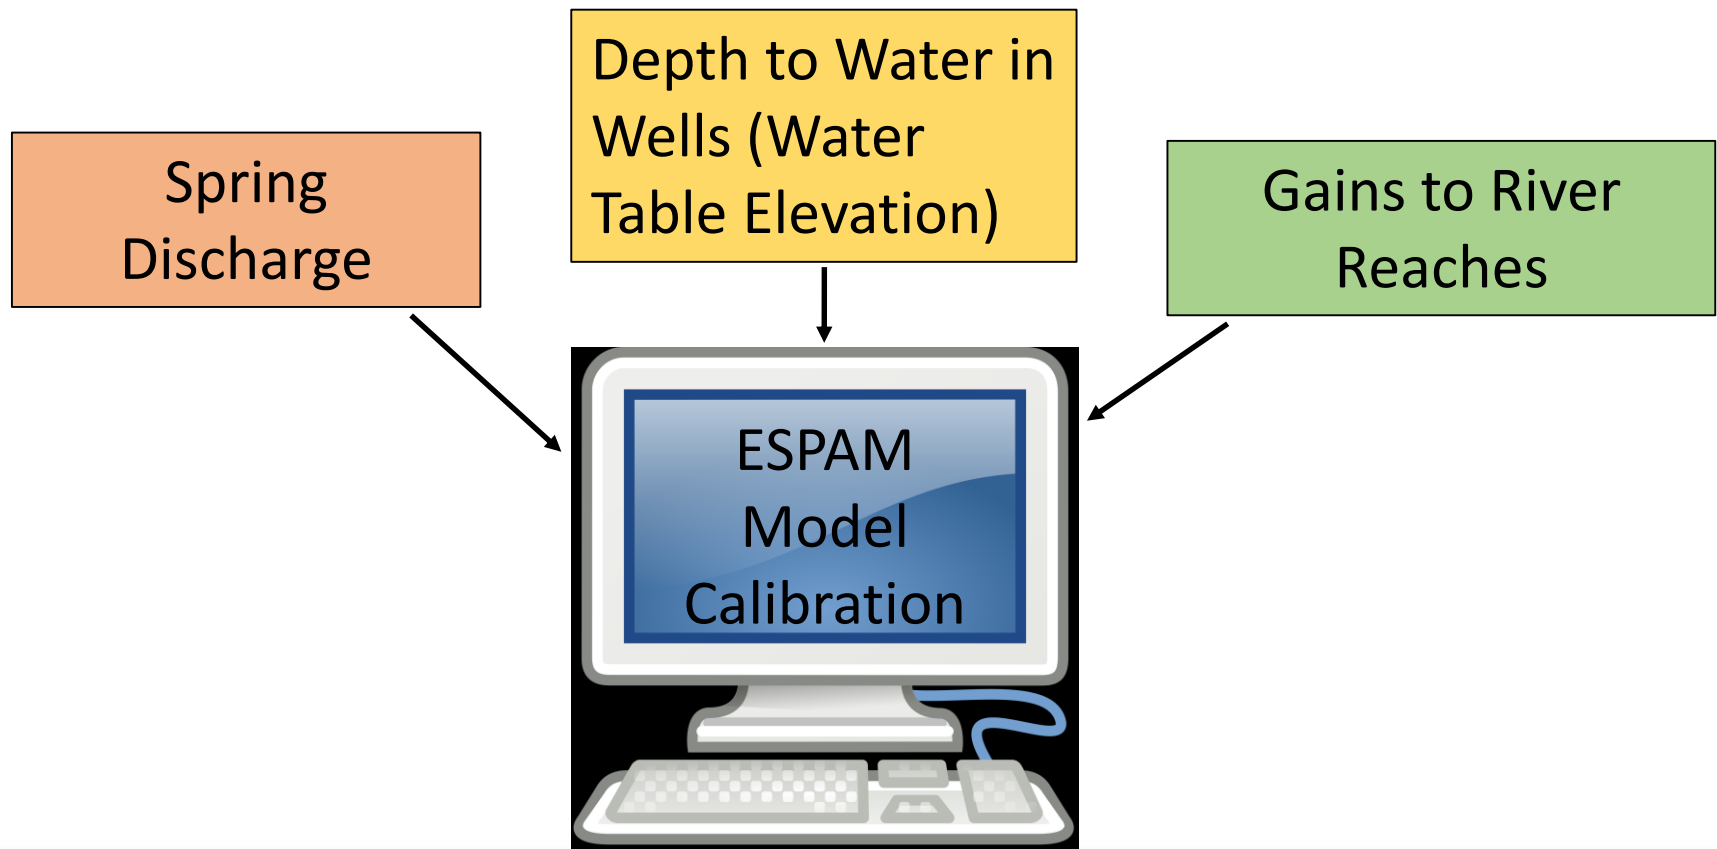 Spring
Discharge
Depth to Water in
Wells (Water
Table Elevation)
Gains to River
Reaches
ESPAM
Model
Calibration